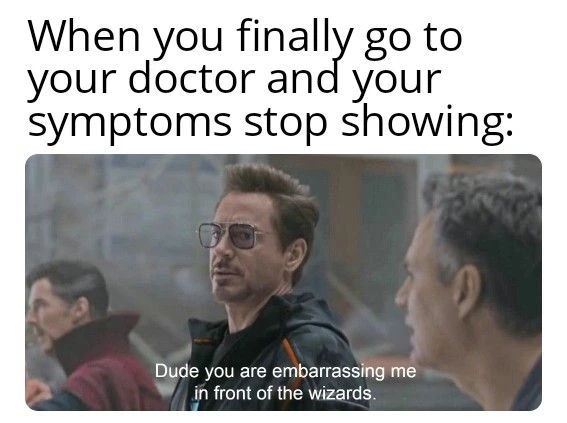 When you finally go to
your doctor and your
symptoms stop showing:
Dude you are embarrassing me
in front of the wizards.